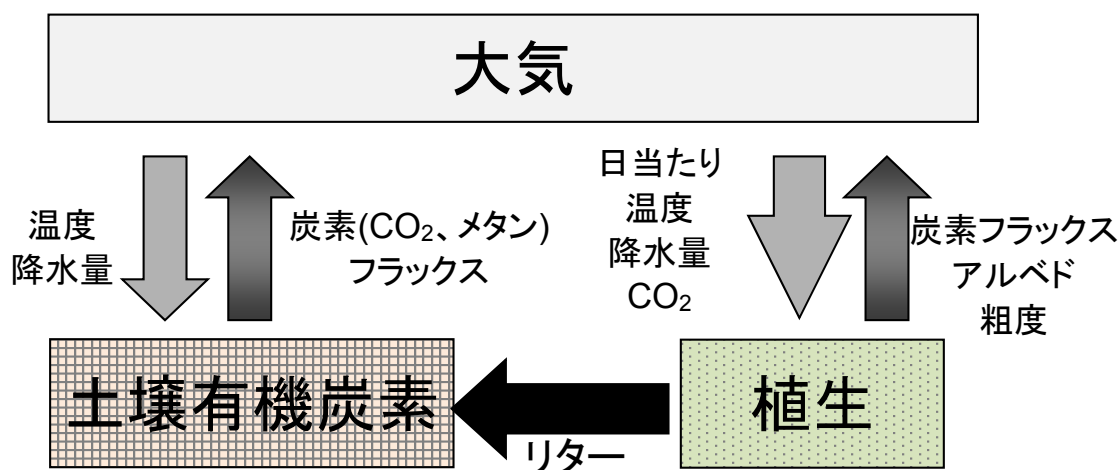 大気
温度
降水量
炭素(CO₂、メタン)
フラックス
日当たり
温度
降水量
CO₂
炭素フラックス
アルベド
粗度
土壌有機炭素
リター
植生